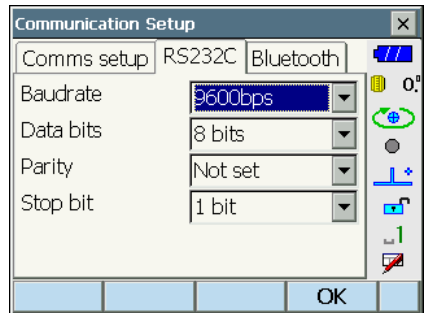 Communication Setup
Comms setup RS232C Bluetooth
Baudrate 9600bps
Data bits 8 bits
Parity Not set
Stop bit 1 bit
OK
0."
1